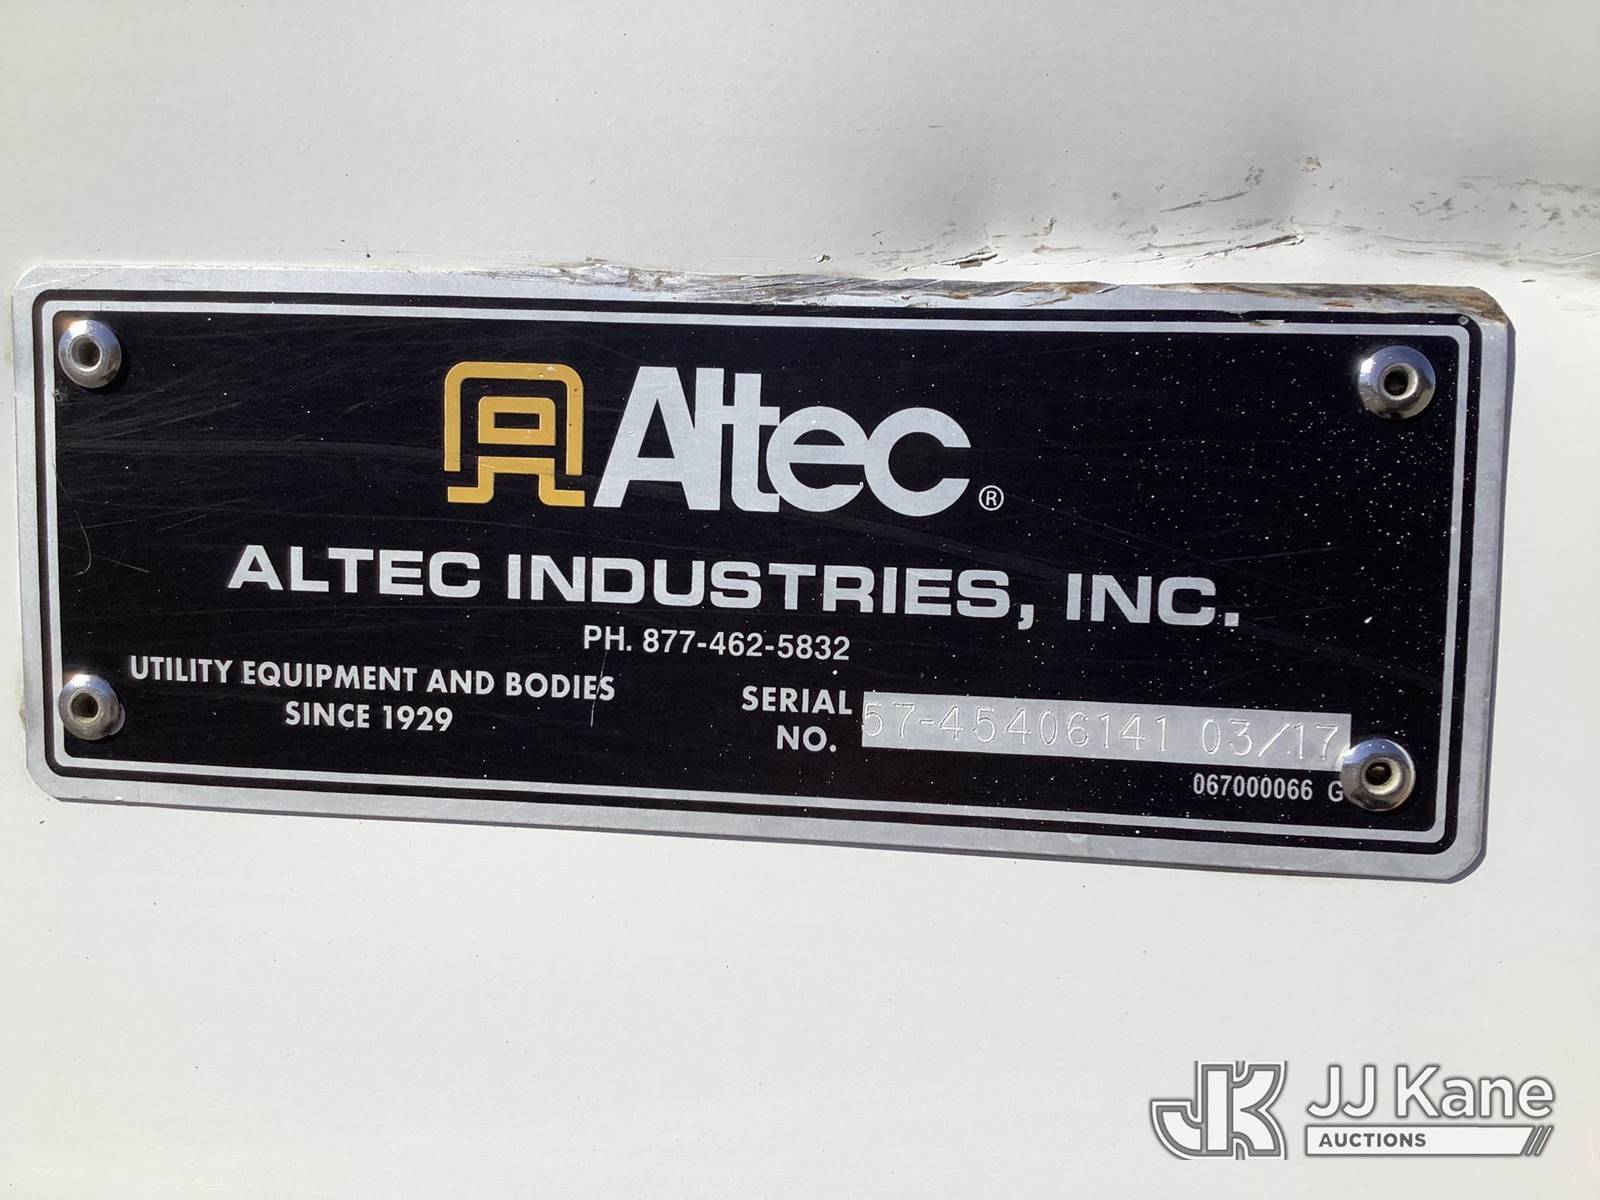 Altec®
ALTEC INDUSTRIES, INC.
PH. 877-462-5832
UTILITY EQUIPMENT AND BODIES
SINCE 1929
SERIAL
NO.
57-45406141 03/17
067000066 G
JK JJ Kane
AUCTIONS